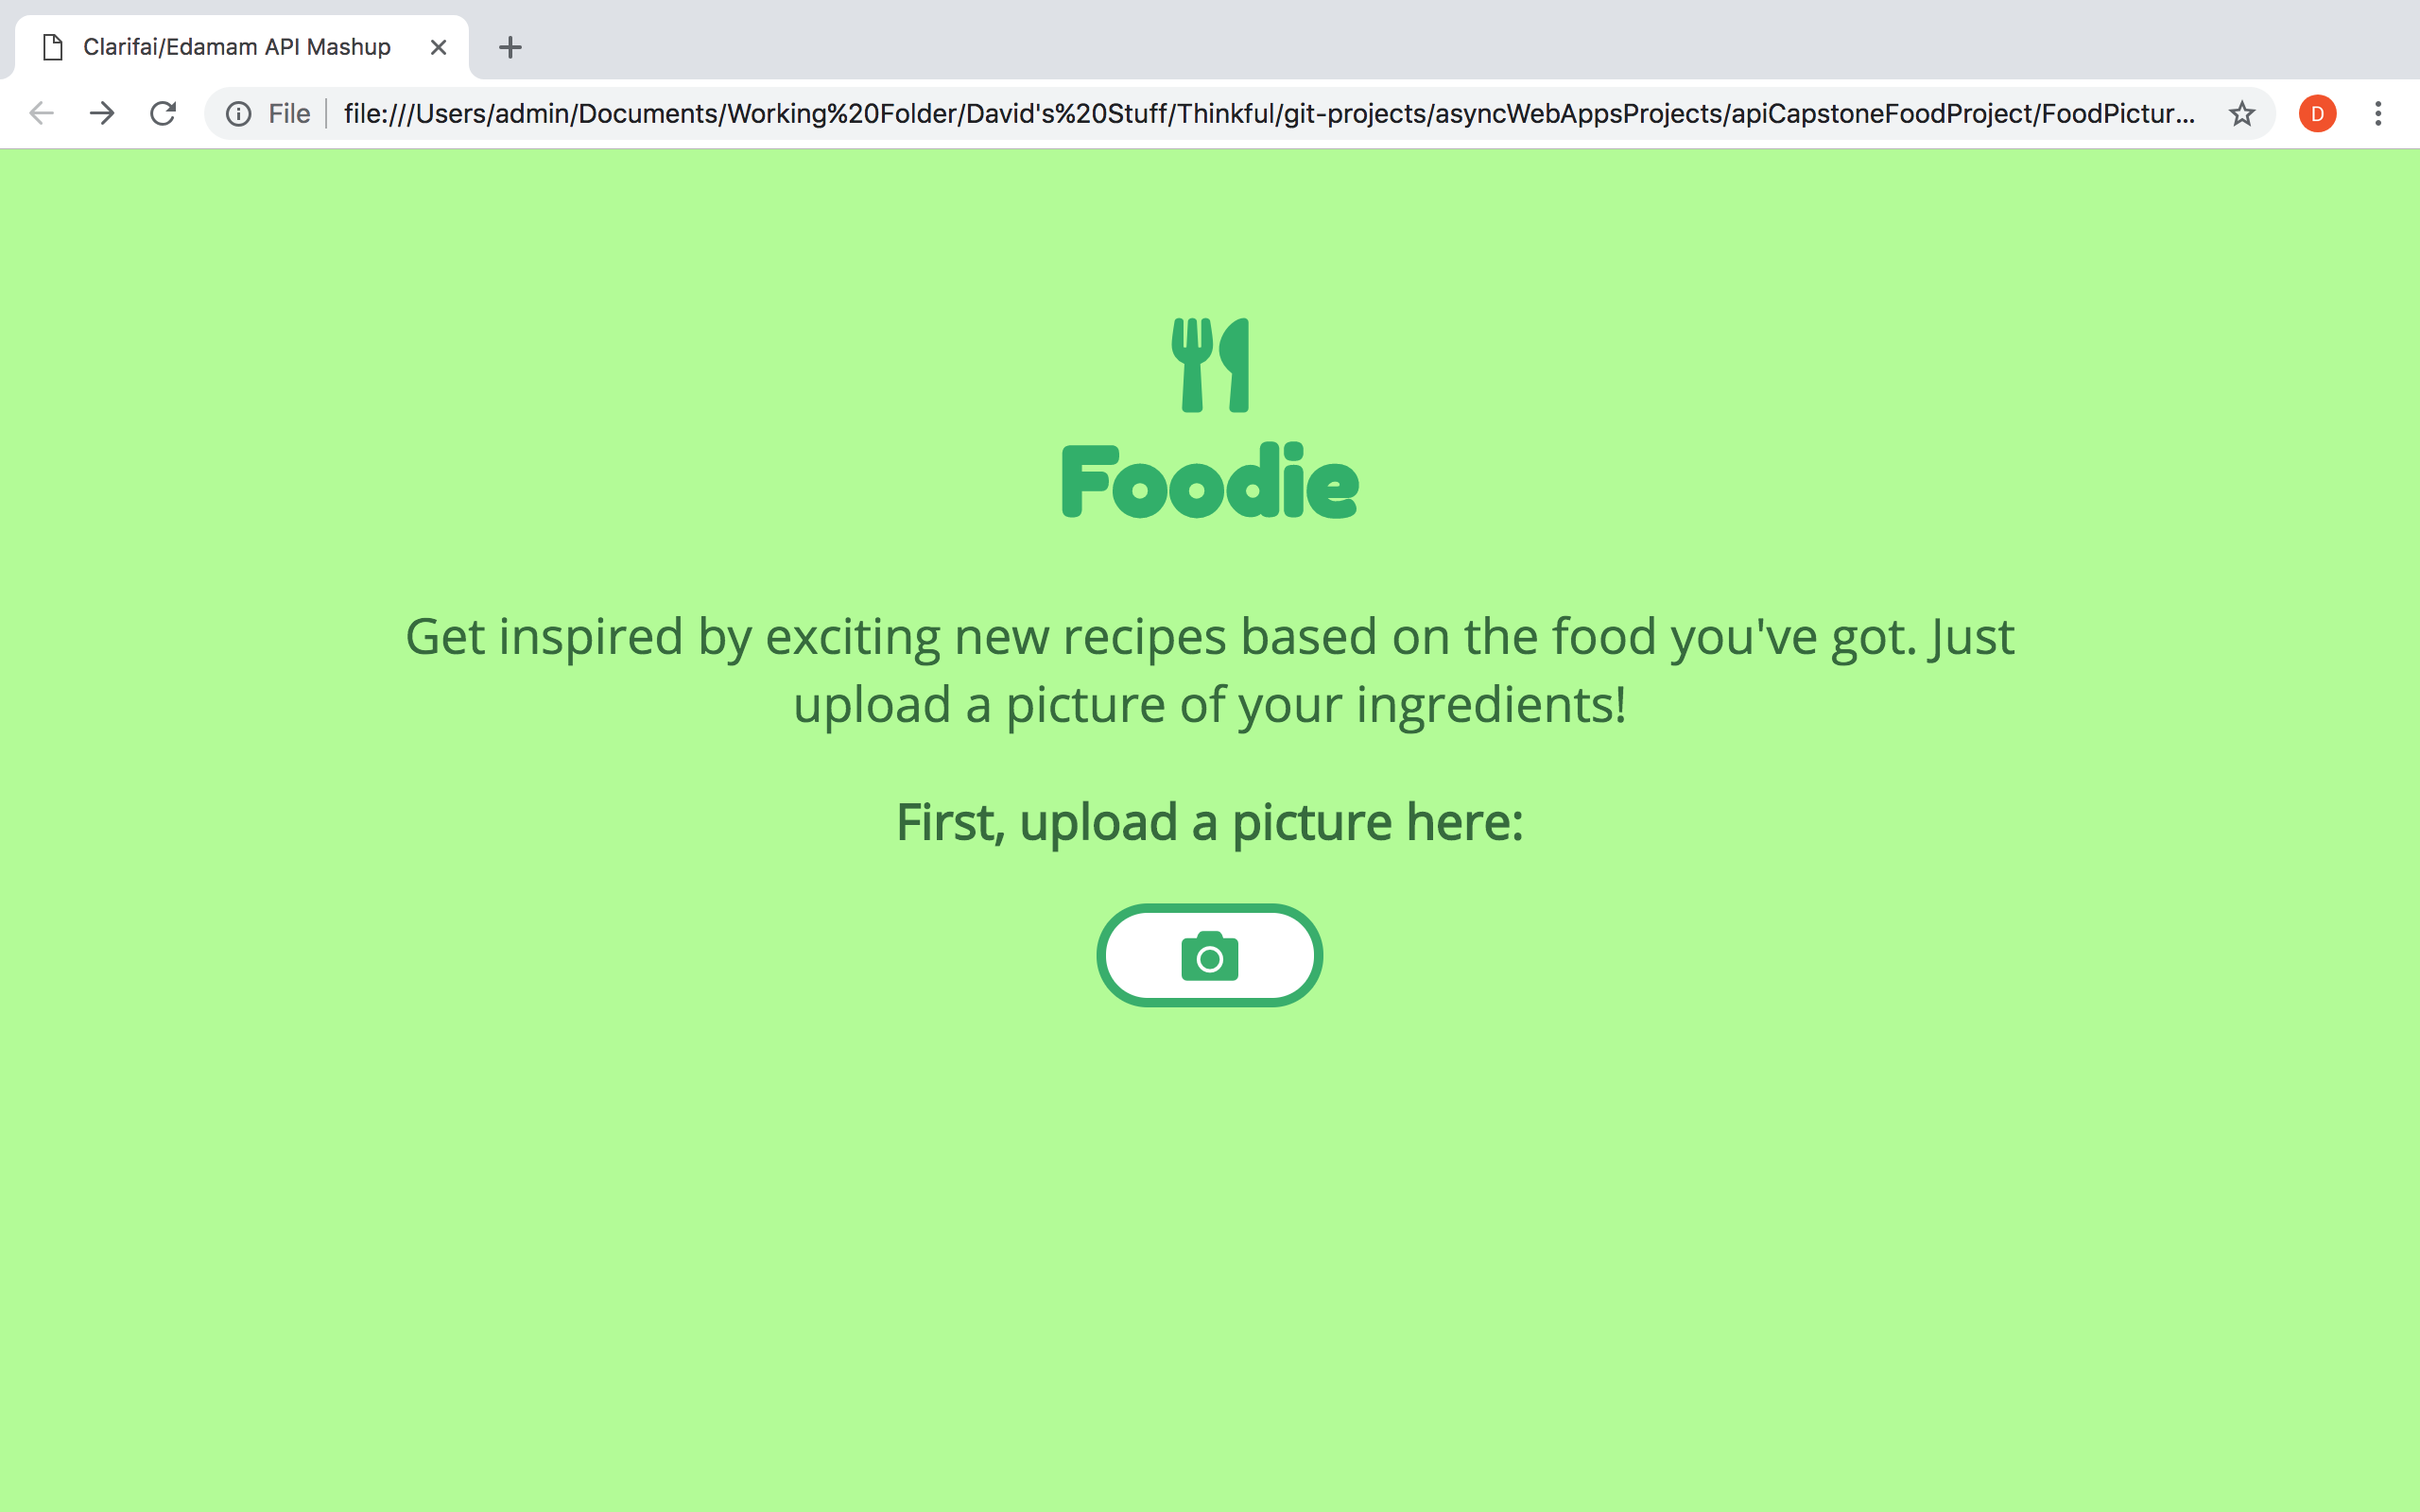 Clarifai/Edamam API Mashup
File
file:///Users/admin/Documents/Working%20Folder/David's%20Stuff/Thinkful/git-projects/asyncWebAppsProjects/apiCapstoneFoodProject/FoodPictur...
D
Foodie
Get inspired by exciting new recipes based on the food you've got. Just
upload a picture of your ingredients!
First, upload a picture here: